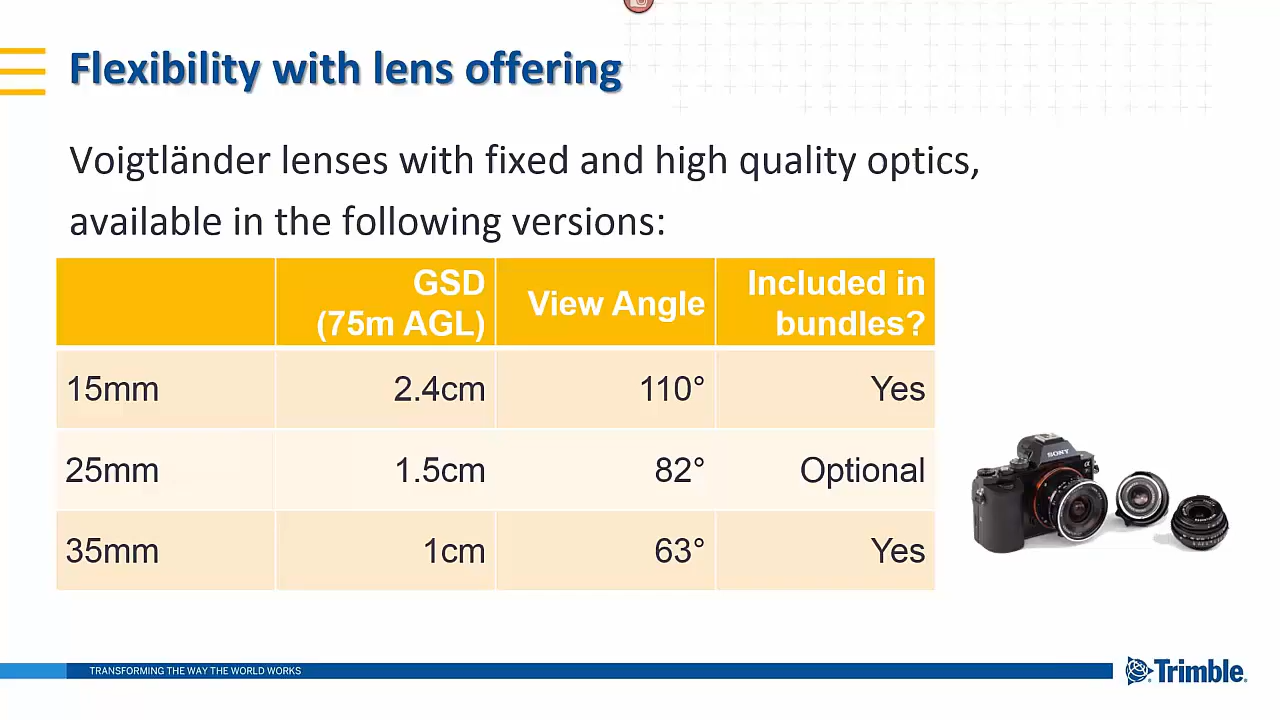 Flexibility with lens offering
Voigtländer lenses with fixed and high quality optics,
available in the following versions:
GSD
(75m AGL)
View Angle
Included in
bundles?
15mm 2.4cm 110° Yes
25mm 1.5cm 82° Optional
35mm 1cm 63° Yes
SONY
TRANSFORMING THE WAY THE WORLD WORKS
Trimble